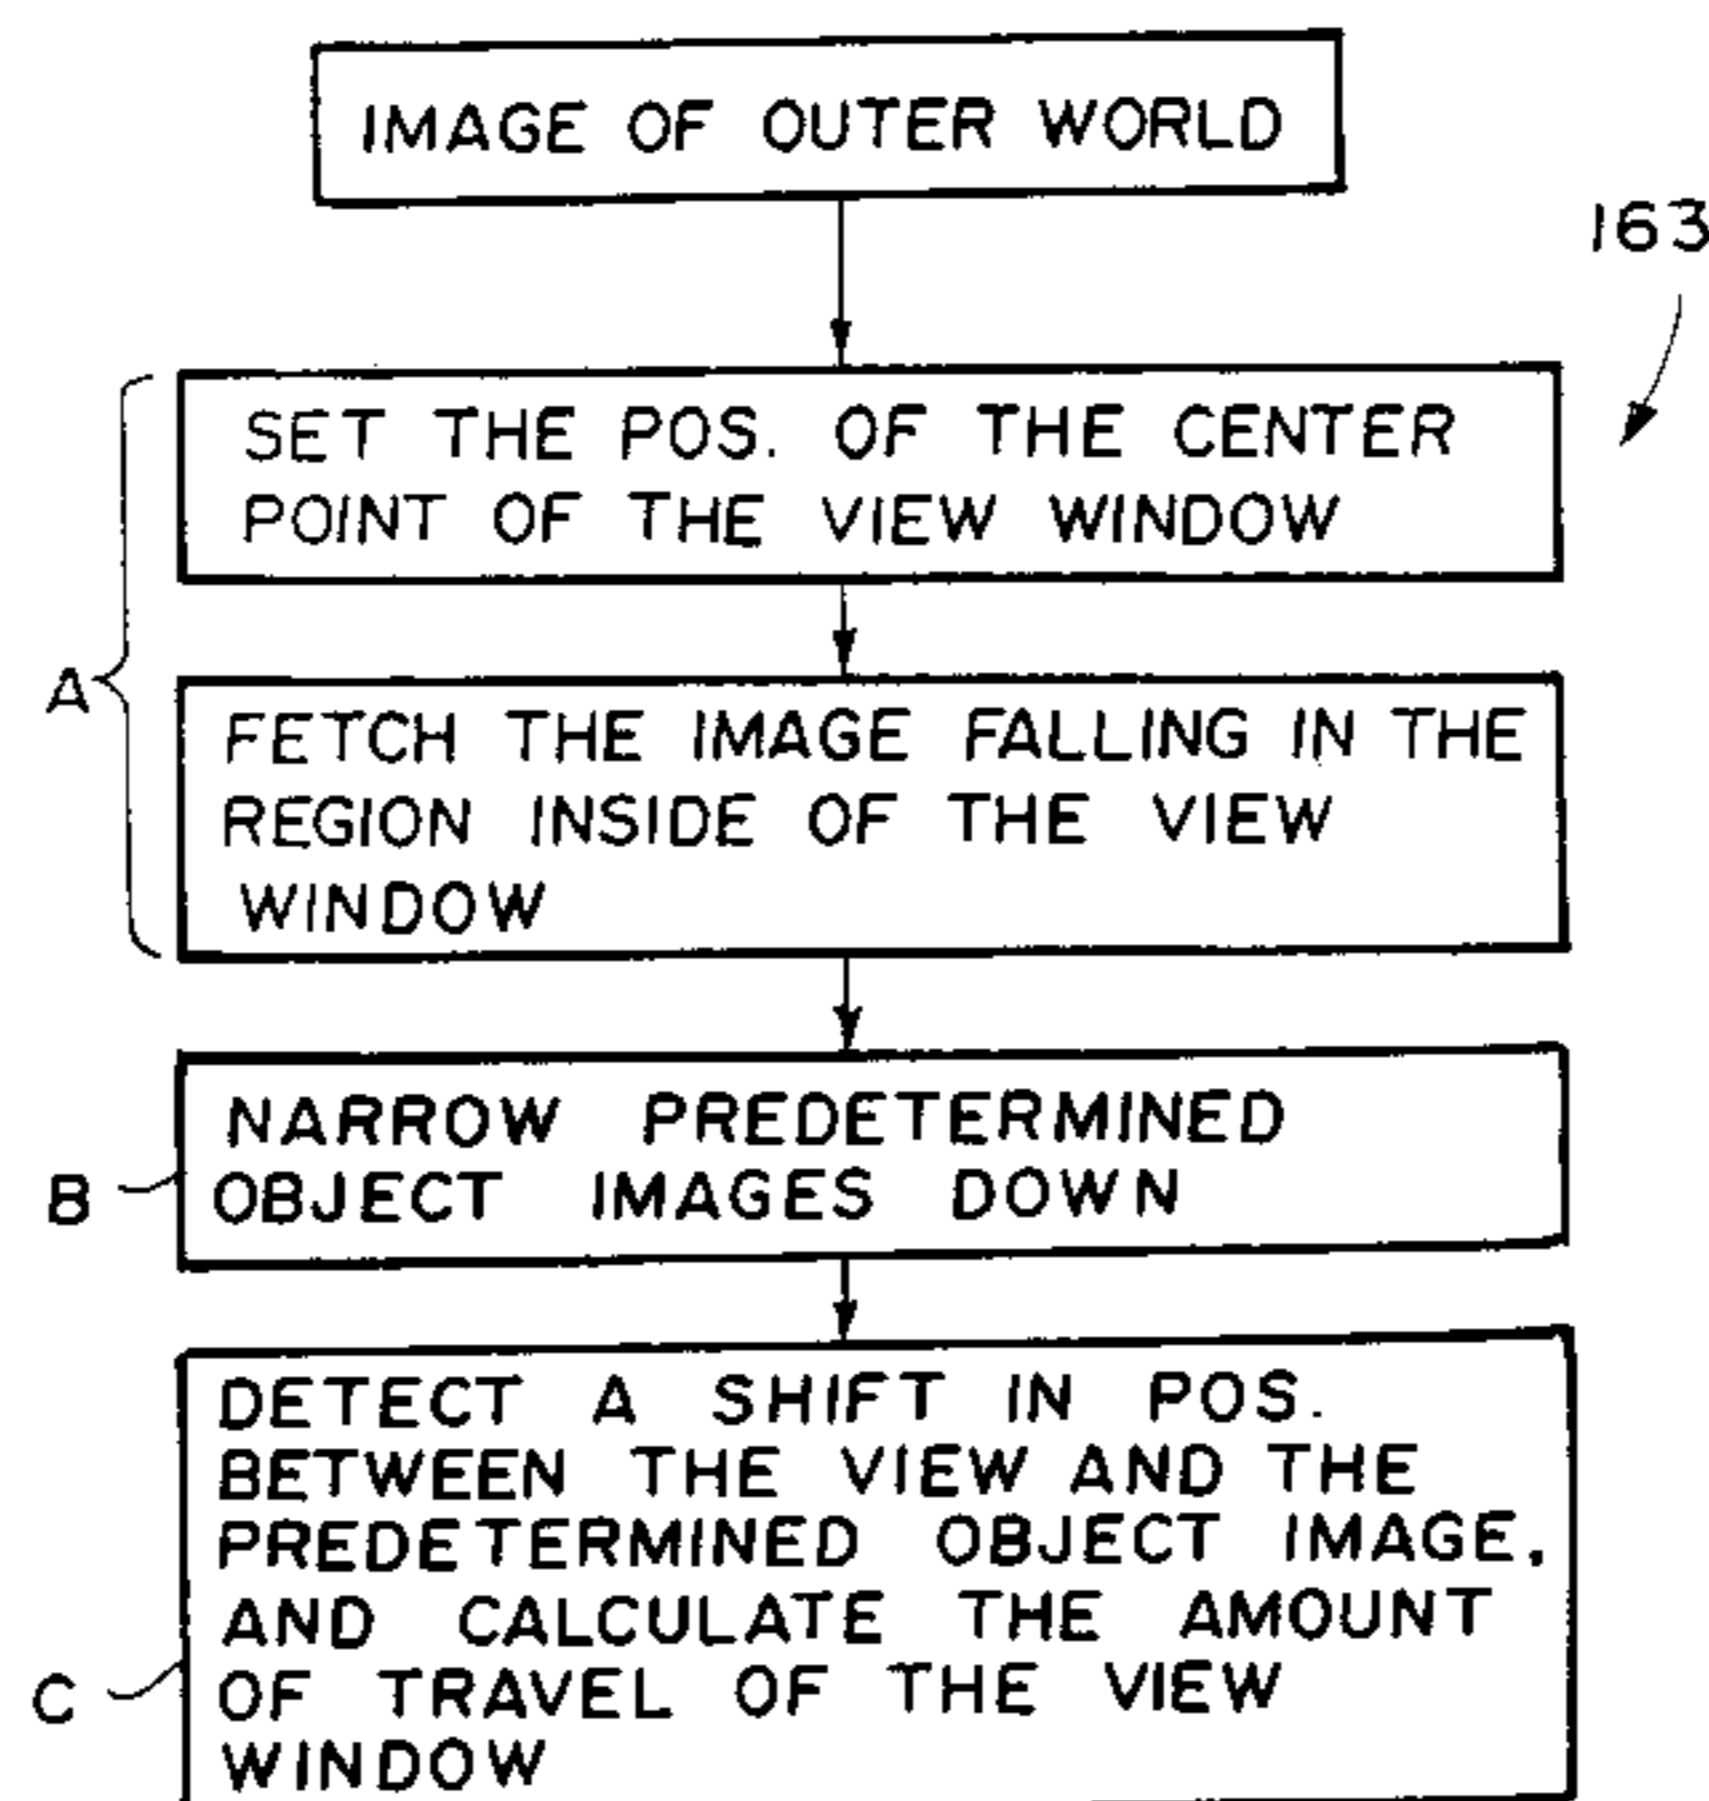 IMAGE OF OUTER WORLD
163
SET THE POS. OF THE CENTER
POINT OF THE VIEW WINDOW
A
FETCH THE IMAGE FALLING IN THE
REGION INSIDE OF THE VIEW
WINDOW
NARROW PREDETERMINED
OBJECT IMAGES DOWN
B
DETECT A SHIFT IN POS.
BETWEEN THE VIEW AND THE
PREDETERMINED OBJECT IMAGE,
AND CALCULATE THE AMOUNT
OF TRAVEL OF THE VIEW
WINDOW
C